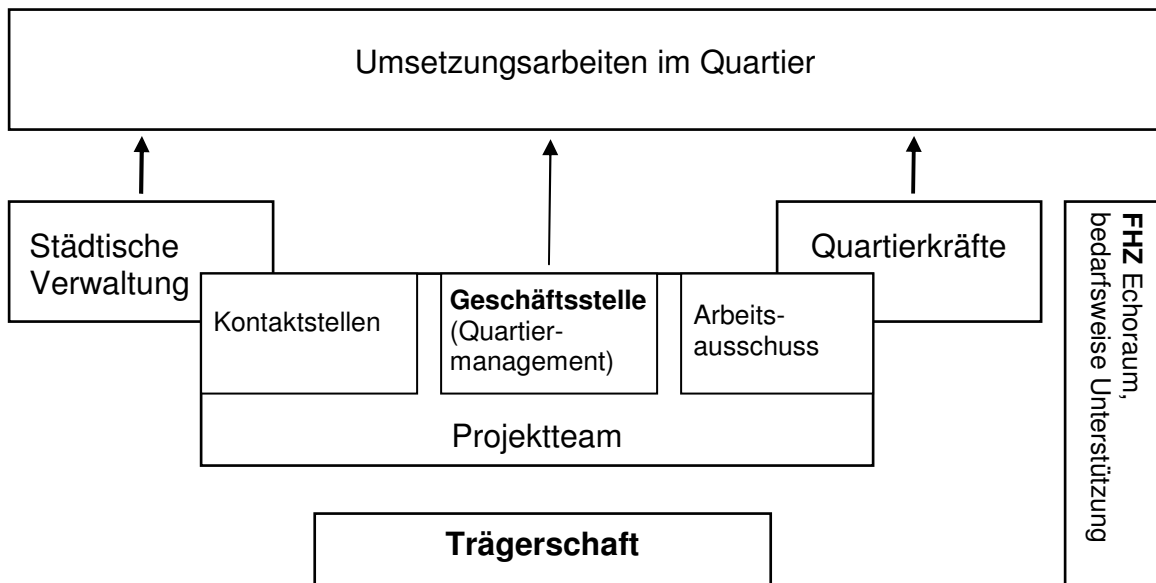 Umsetzungsarbeiten im Quartier
Städtische
Verwaltung
Quartierkräfte
Kontaktstellen
Geschäftsstelle
(Quartier-
management)
Arbeits-
ausschuss
Projektteam
Trägerschaft
FHZ Echoraum,
bedarfsweise Unterstützung